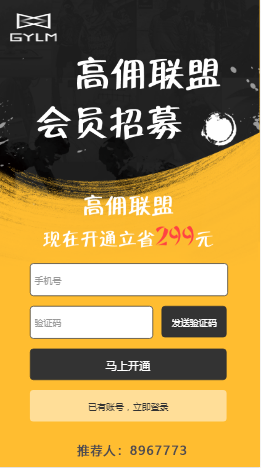 GYLM
高佣联盟
会员招募
高佣联盟
现在开通立省299元
手机号
验证码
发送验证码
马上开通
已有账号，立即登录
推荐人：8967773